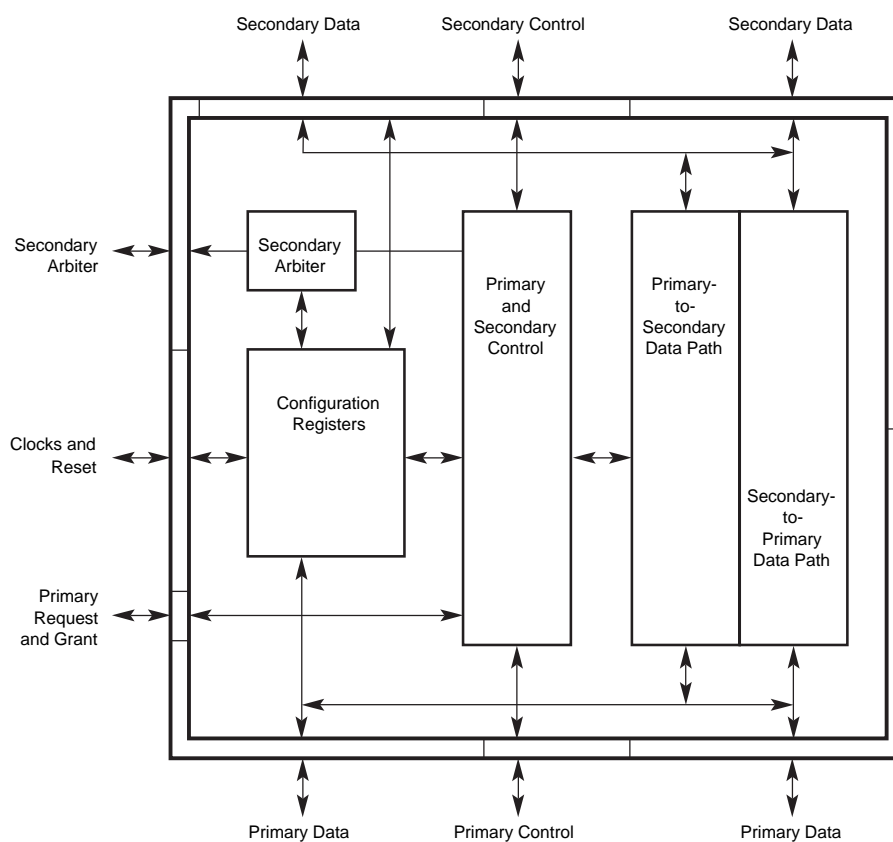 Secondary Data
Secondary Control
Secondary Data
Secondary
Arbiter
Secondary
Arbiter
Primary
and
Secondary
Control
Primary-
to-
Secondary
Data Path
Configuration
Registers
Clocks and
Reset
Secondary-
to-
Primary
Data Path
Primary
Request
and Grant
Primary Data
Primary Control
Primary Data